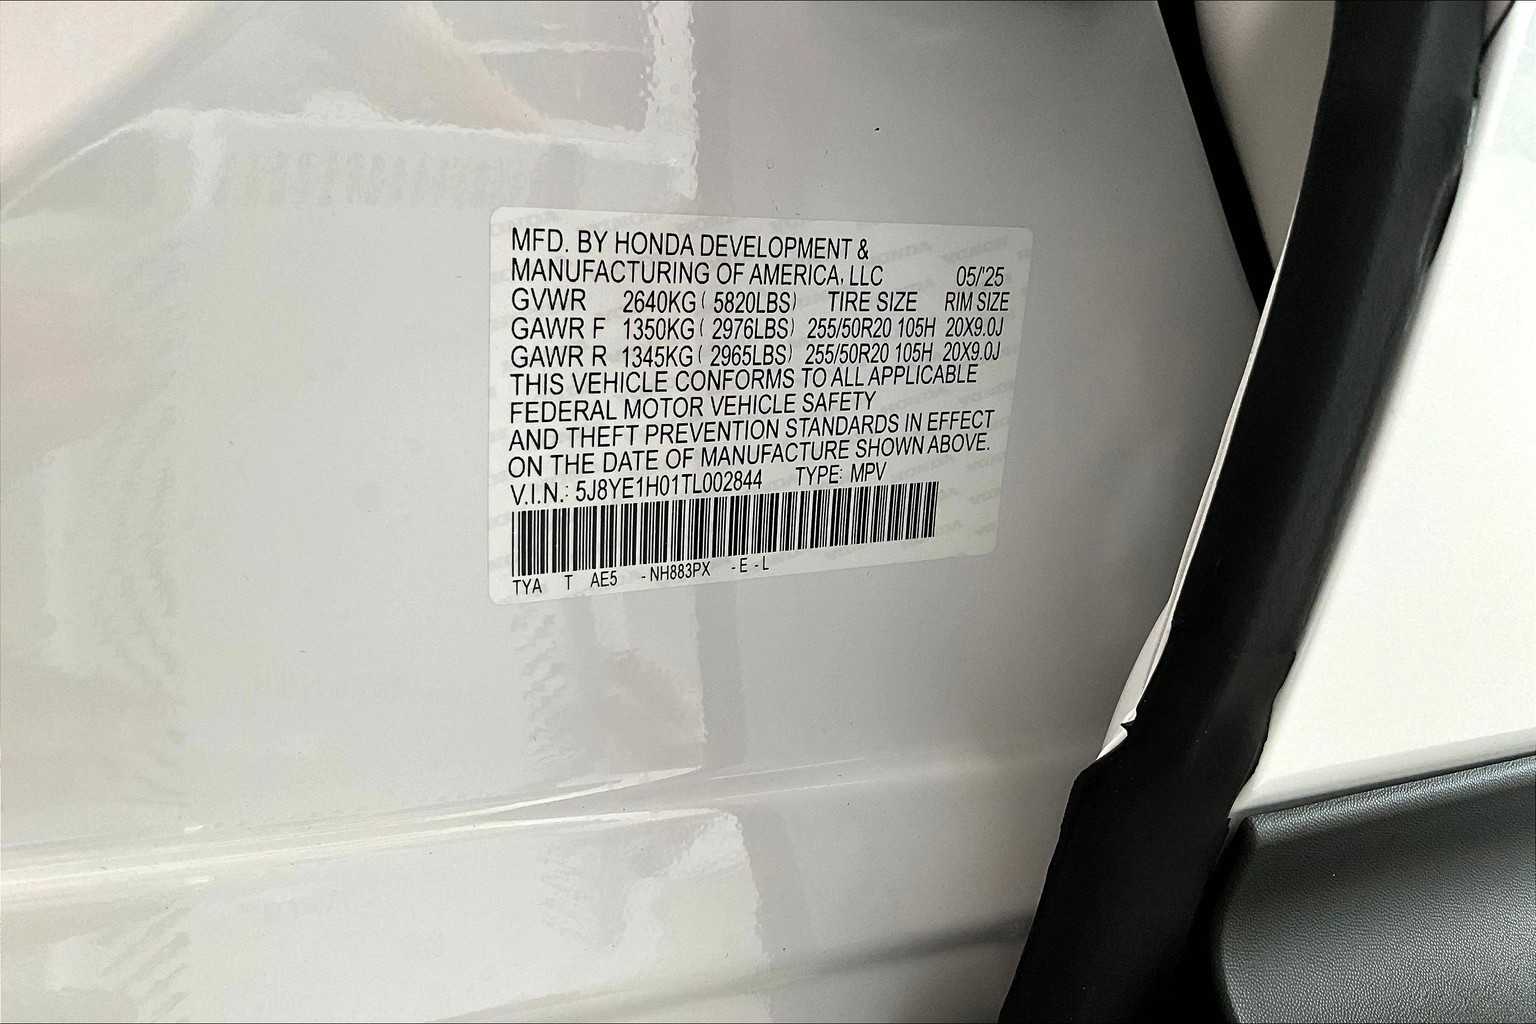 MFD. BY HONDA DEVELOPMENT &
MANUFACTURING OF AMERICA, LLC 05/'25
GVWR 2640KG ( 5820LBS) TIRE SIZE RIM SIZE
GAWR F 1350KG ( 2976LBS) 255/50R20 105H 20X9.0J
GAWR R 1345KG ( 2965LBS) 255/50R20 105H 20X9.0J
THIS VEHICLE CONFORMS TO ALL APPLICABLE
FEDERAL MOTOR VEHICLE SAFETY
AND THEFT PREVENTION STANDARDS IN EFFECT
ON THE DATE OF MANUFACTURE SHOWN ABOVE.
V.I.N.: 5J8YE1H01TL002844 TYPE: MPV
TYA T AE5 - NH883PX - E - L